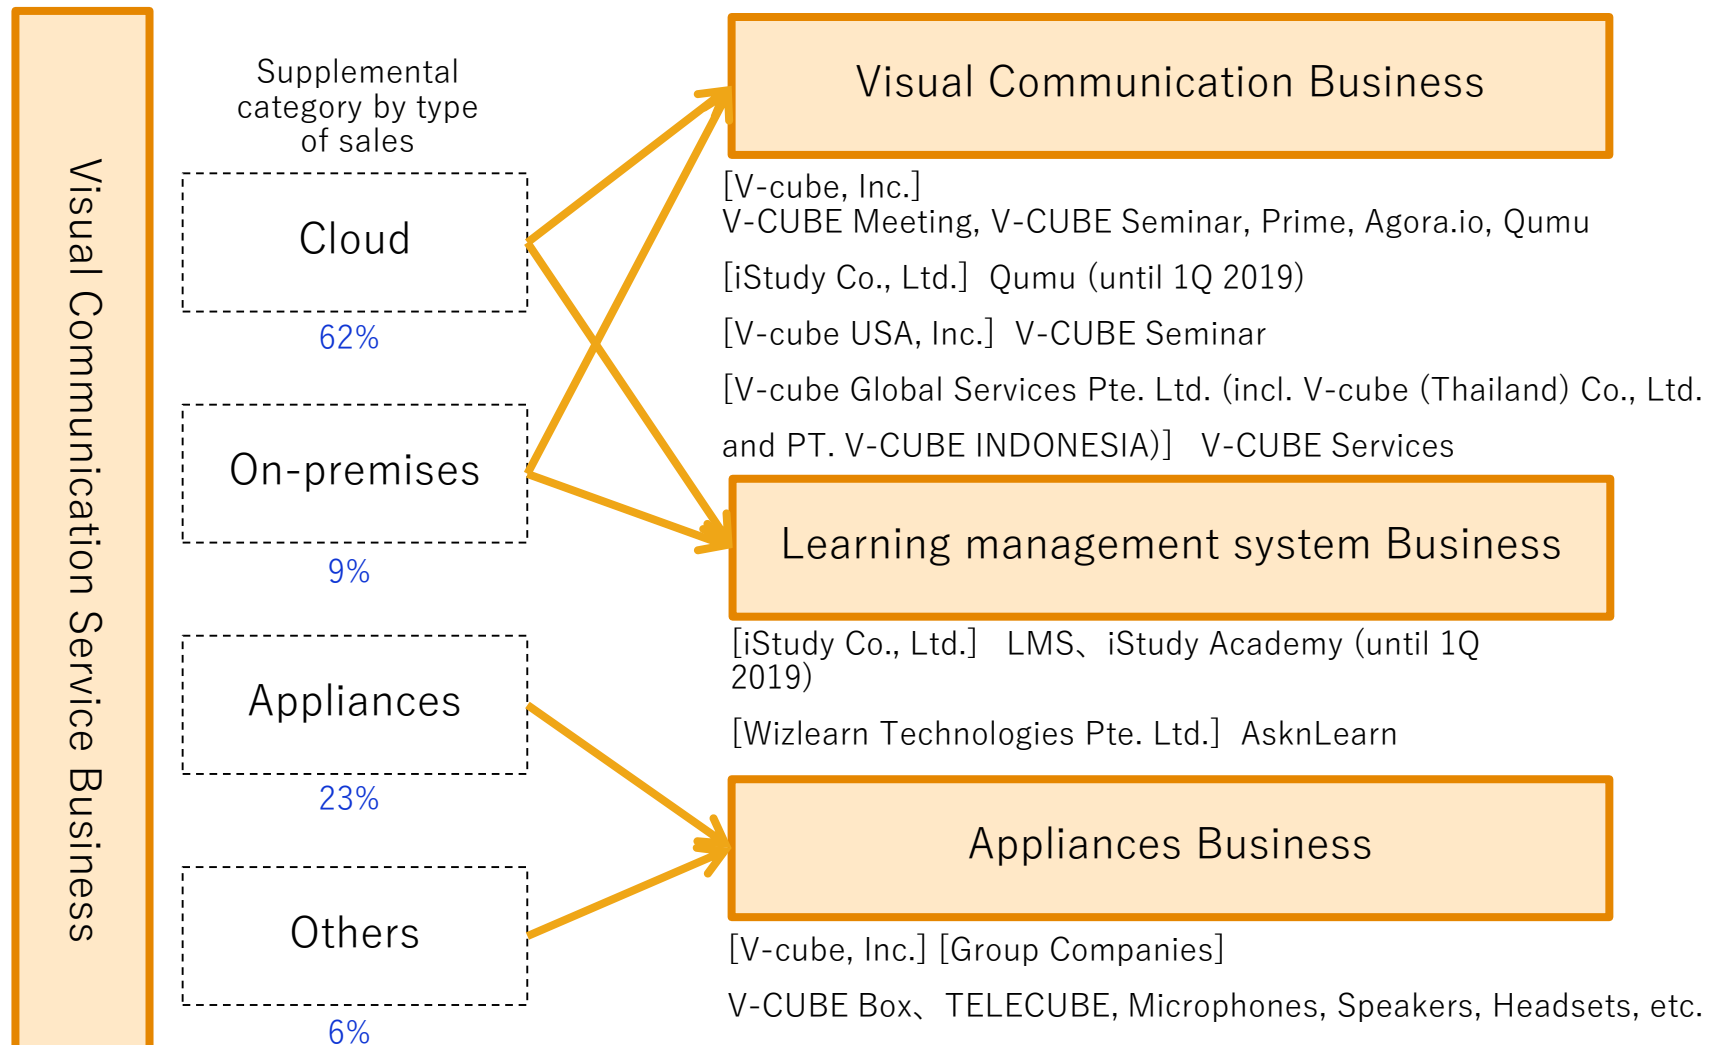 Visual Communication Service Business
Supplemental
category by type
of sales
Cloud
62%
On-premises
9%
Appliances
23%
Others
6%
Visual Communication Business
[V-cube, Inc.]
V-CUBE Meeting, V-CUBE Seminar, Prime, Agora.io, Qumu
[iStudy Co., Ltd.] Qumu (until 1Q 2019)
[V-cube USA, Inc.] V-CUBE Seminar
[V-cube Global Services Pte. Ltd. (incl. V-cube (Thailand) Co., Ltd.
and PT. V-CUBE INDONESIA)] V-CUBE Services
Learning management system Business
[iStudy Co., Ltd.] LMS、iStudy Academy (until 1Q
2019)
[Wizlearn Technologies Pte. Ltd.] AsknLearn
Appliances Business
[V-cube, Inc.] [Group Companies]
V-CUBE Box、TELECUBE, Microphones, Speakers, Headsets, etc.